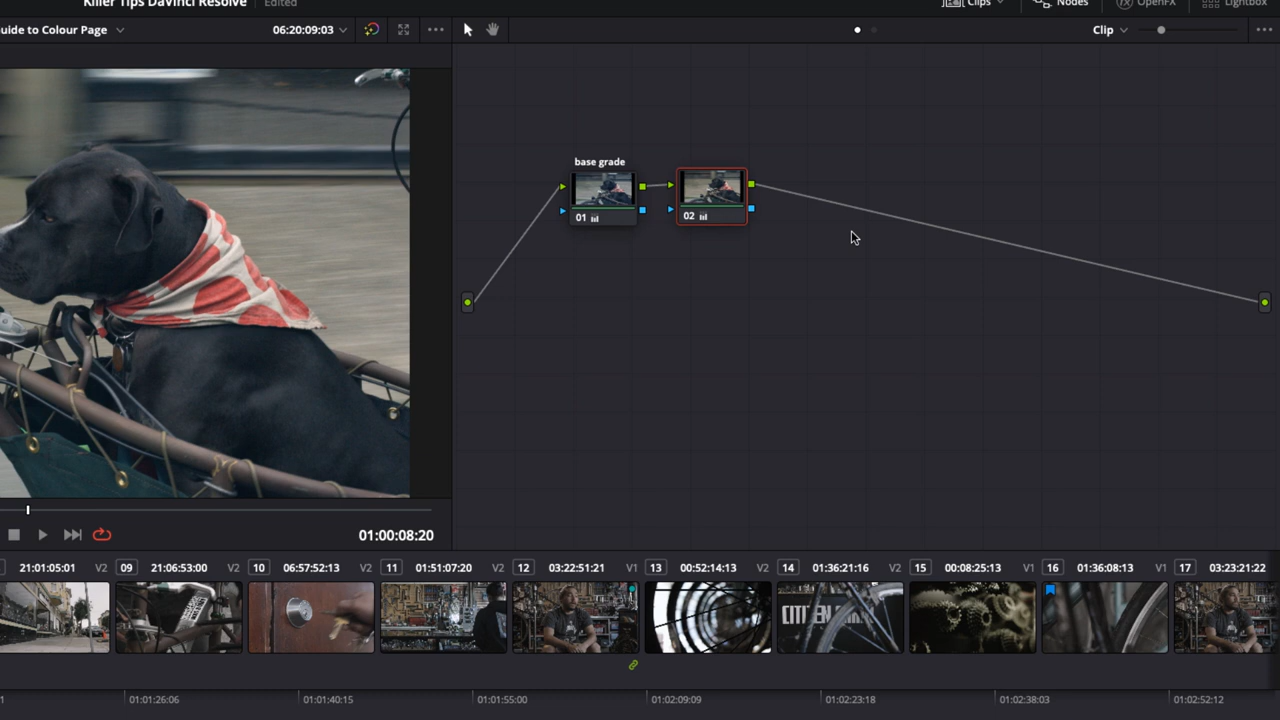 Killer Tips DaVinci Resolve Edited Clips Nodes OpenFX Lightbox
uide to Colour Page 06:20:09:03 Clip
base grade
01 02
01:00:08:20
21:01:05:01 V2 09 21:06:53:00 V2 10 06:57:52:13 V2 11 01:51:07:20 V2 12 03:22:51:21 V1 13 00:52:14:13 V2 14 01:36:21:16 V2 15 00:08:25:13 V1 16 01:36:08:13 V1 17 03:23:21:22
01:01:26:06 01:01:40:15 01:01:55:00 01:02:09:09 01:02:23:18 01:02:38:03 01:02:52:12